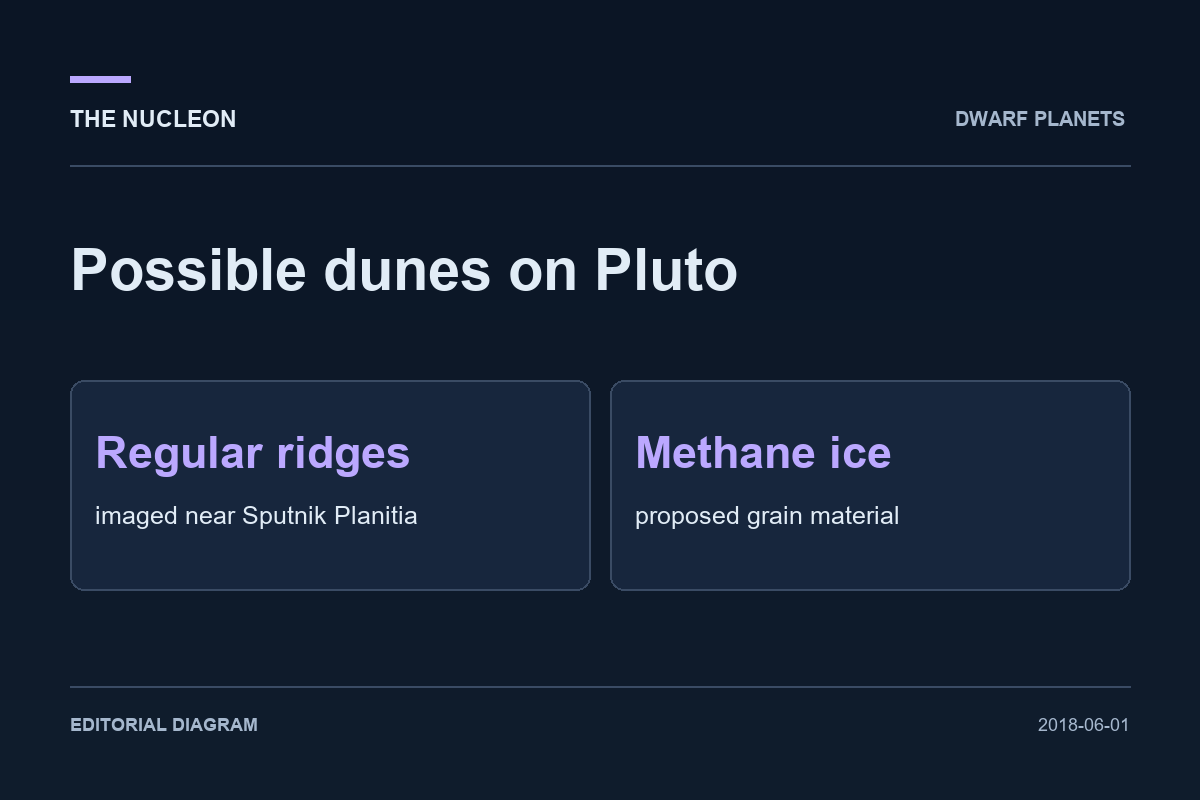 THE NUCLEON
DWARF PLANETS
Possible dunes on Pluto
Regular ridges
imaged near Sputnik Planitia
Methane ice
proposed grain material
EDITORIAL DIAGRAM
2018-06-01